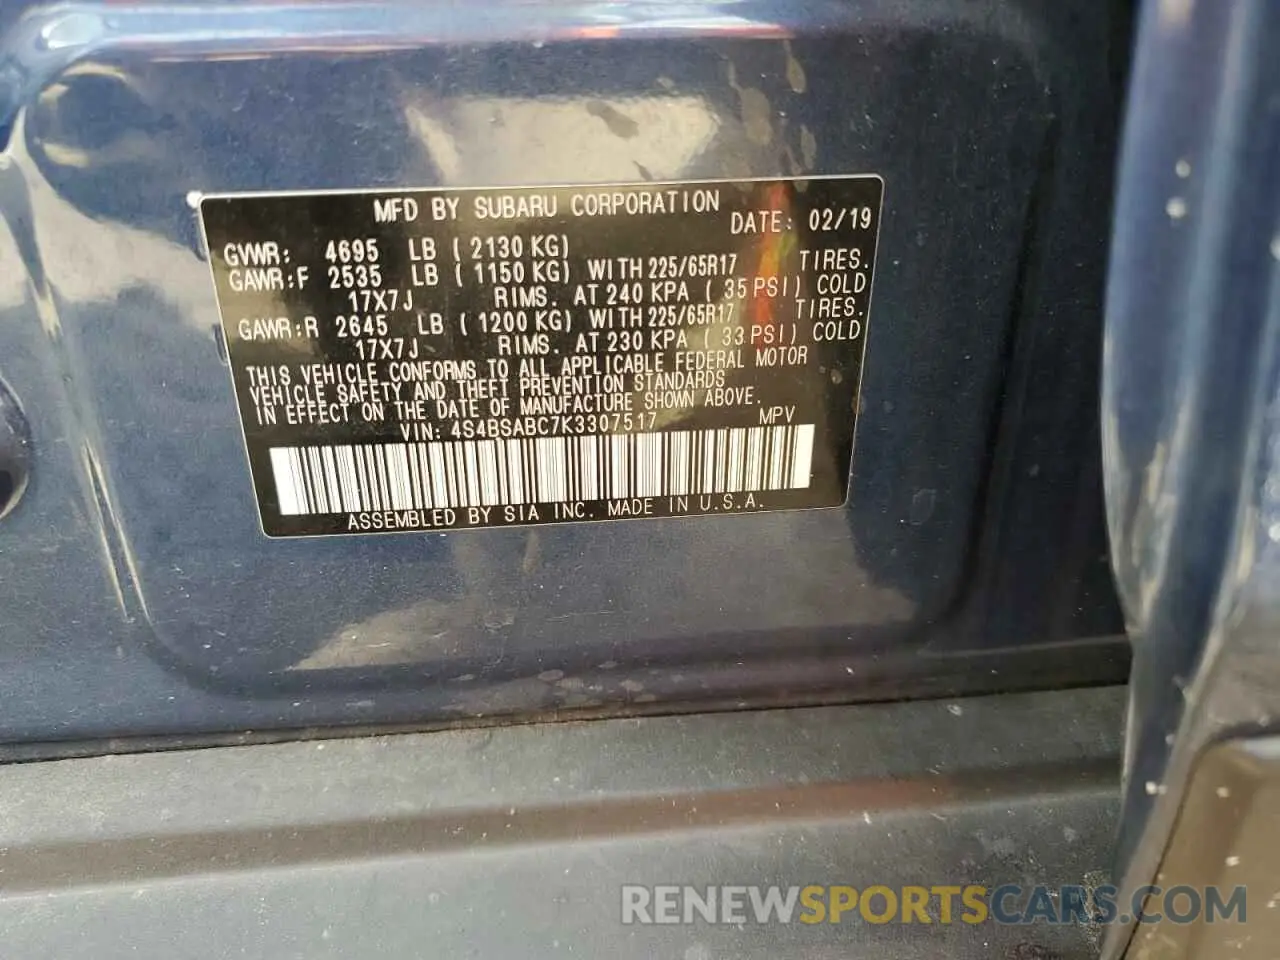 MFD BY SUBARU CORPORATION
DATE: 02/19
GVWR: 4695 LB (2130 KG)
GAWR:F 2535 LB (1150 KG) WITH 225/65R17 TIRES.
17X7J RIMS. AT 240 KPA (35 PSI) COLD
GAWR:R 2645 LB (1200 KG) WITH 225/65R17 TIRES.
17X7J RIMS. AT 230 KPA (33 PSI) COLD
THIS VEHICLE CONFORMS TO ALL APPLICABLE FEDERAL MOTOR
VEHICLE SAFETY AND THEFT PREVENTION STANDARDS
IN EFFECT ON THE DATE OF MANUFACTURE SHOWN ABOVE.
VIN: 4S4BSABC7K3307517 MPV
ASSEMBLED BY SIA INC. MADE IN U.S.A.
RENEWSPORTSCARS.COM